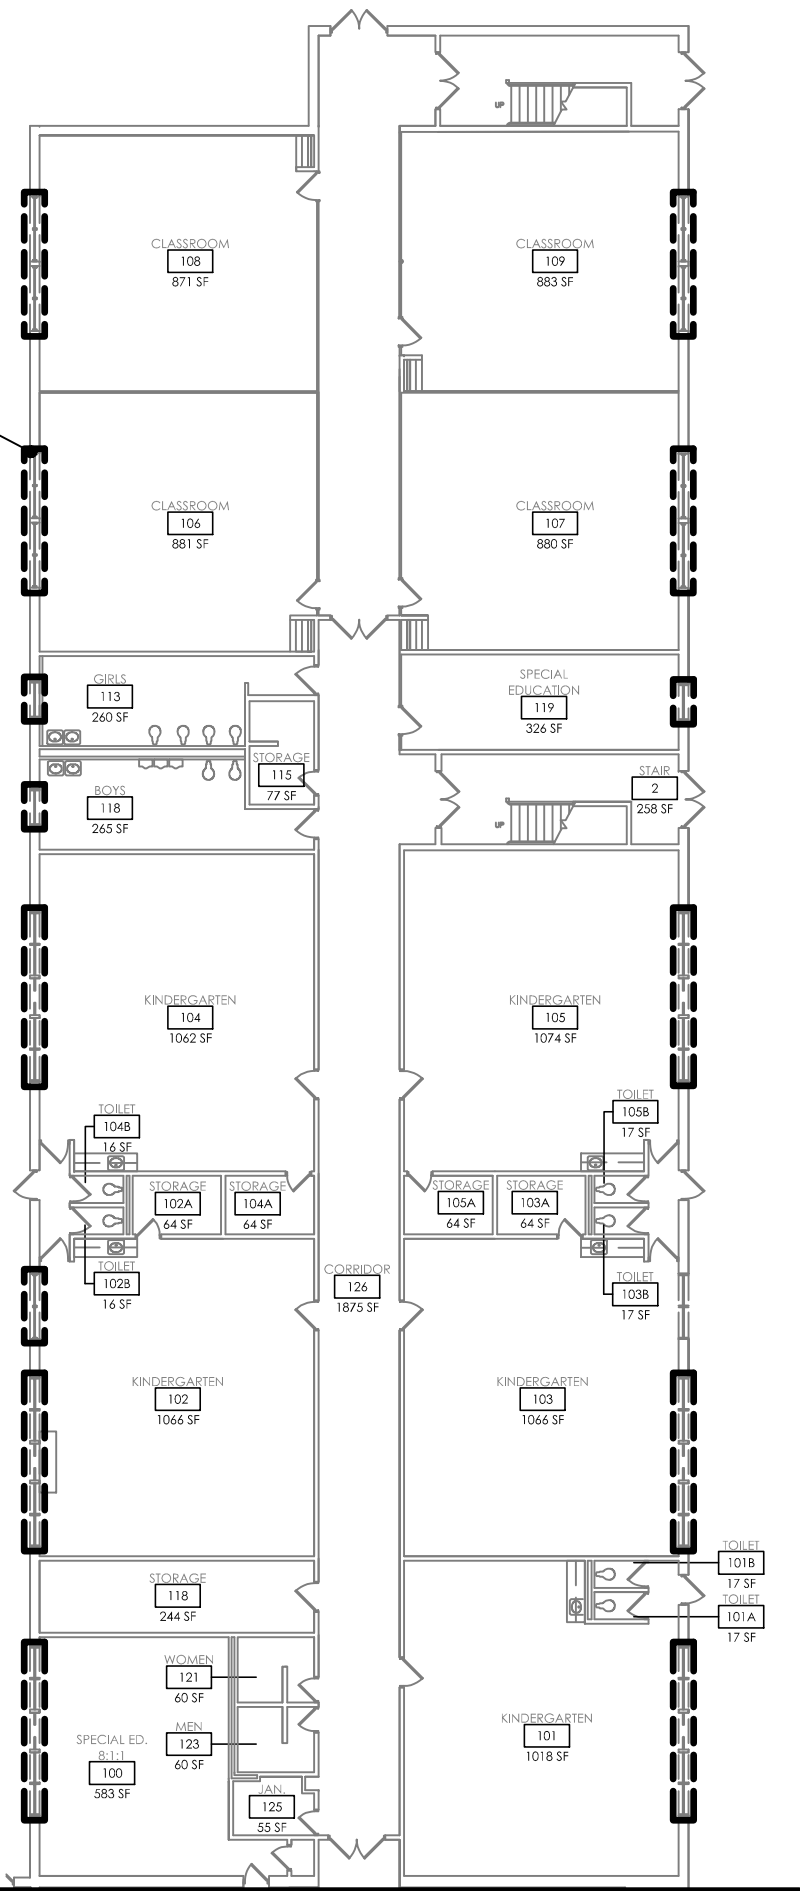 UP
CLASSROOM
108
871 SF
CLASSROOM
109
883 SF
CLASSROOM
106
881 SF
CLASSROOM
107
880 SF
GIRLS
113
260 SF
SPECIAL
EDUCATION
119
326 SF
STORAGE
115
77 SF
STAIR
2
258 SF
BOYS
118
265 SF
UP
KINDERGARTEN
104
1062 SF
KINDERGARTEN
105
1074 SF
TOILET
104B
16 SF
TOILET
105B
17 SF
STORAGE
102A
64 SF
STORAGE
104A
64 SF
STORAGE
105A
64 SF
STORAGE
103A
64 SF
TOILET
102B
16 SF
CORRIDOR
126
1875 SF
TOILET
103B
17 SF
KINDERGARTEN
102
1066 SF
KINDERGARTEN
103
1066 SF
TOILET
101B
17 SF
STORAGE
118
244 SF
TOILET
101A
17 SF
WOMEN
121
60 SF
MEN
123
60 SF
SPECIAL ED.
8:1:1
100
583 SF
KINDERGARTEN
101
1018 SF
JAN.
125
55 SF